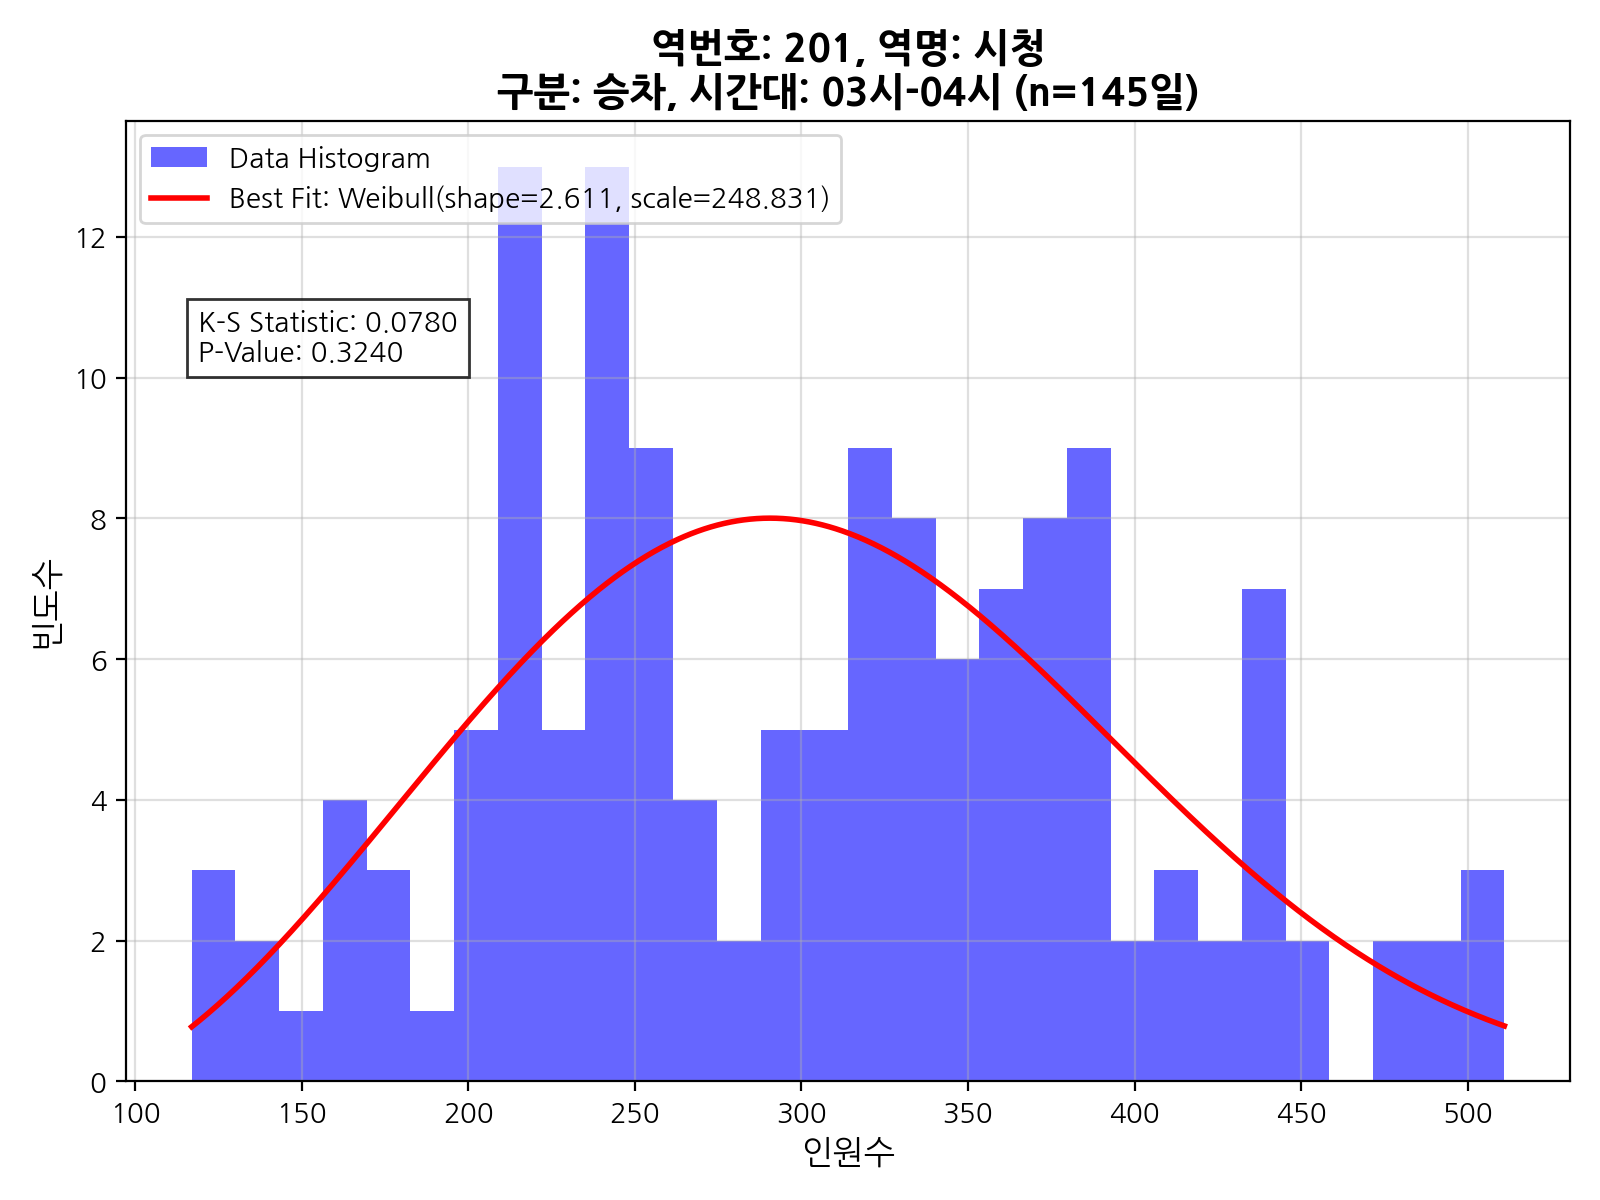 역번호: 201, 역명: 시청
구분: 승차, 시간대: 03시-04시 (n=145일)
Data Histogram
Best Fit: Weibull(shape=2.611, scale=248.831)
K-S Statistic: 0.0780
P-Value: 0.3240
빈도수
12
10
8
6
4
2
0
100 150 200 250 300 350 400 450 500
인원수